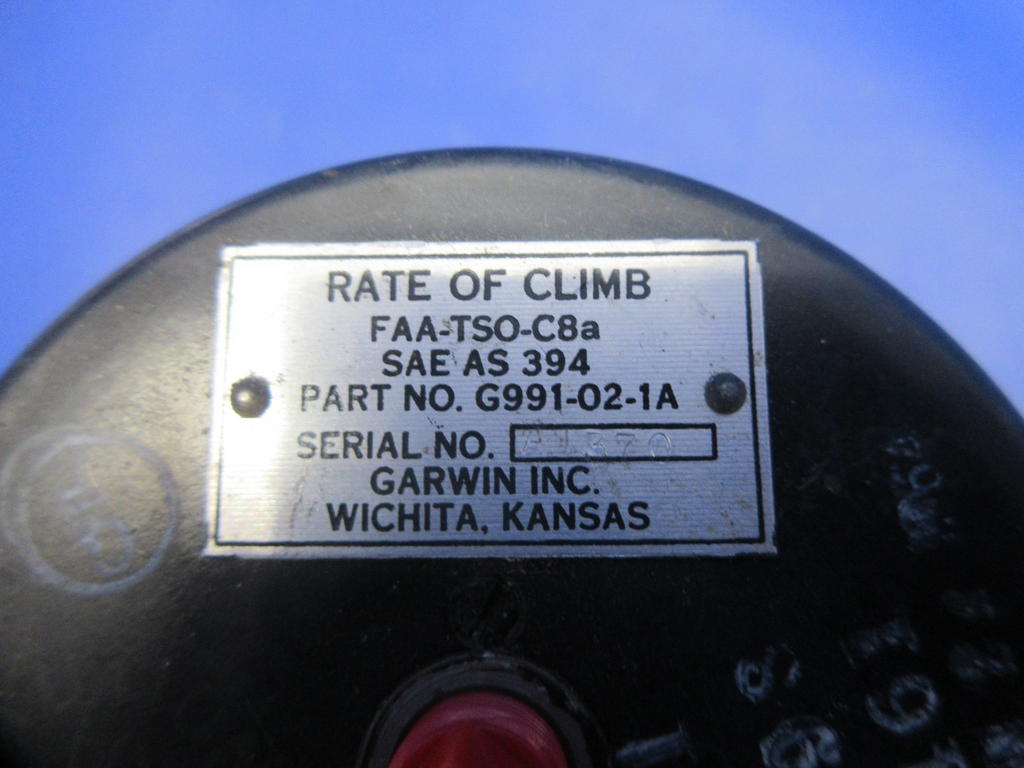 RATE OF CLIMB
FAA-TSO-C8a
SAE AS 394
PART NO. G991-02-1A
SERIAL NO. A1370
GARWIN INC.
WICHITA, KANSAS